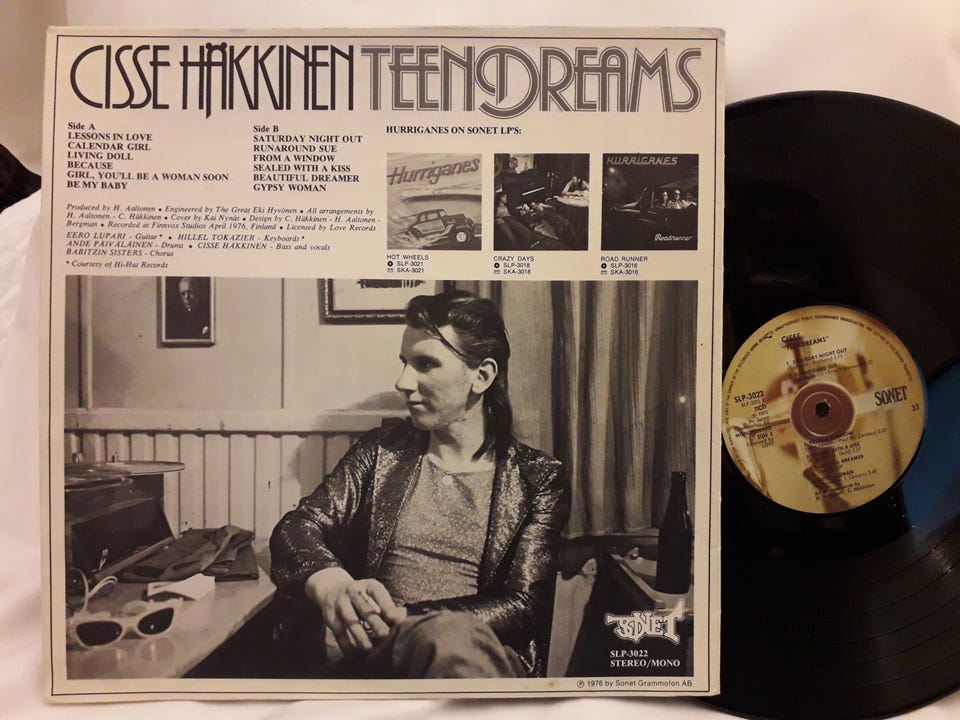 CISSE HÄKKINEN TEENDREAMS
Side A
LESSONS IN LOVE
CALENDAR GIRL
LIVING DOLL
BECAUSE
GIRL, YOU'LL BE A WOMAN SOON
BE MY BABY
Side B
SATURDAY NIGHT OUT
RUNAROUND SUE
FROM A WINDOW
SEALED WITH A KISS
BEAUTIFUL DREAMER
GYPSY WOMAN
Produced by H. Aaltonen • Engineered by The Great Eki Hyvönen • All arrangements by
H. Aaltonen - C. Häkkinen • Cover by Kai Nynäs • Design by C. Häkkinen - H. Aaltonen -
Bergman • Recorded at Finnvox Studios April 1976, Finland • Licensed by Love Records
EERO LUPARI - Guitar * • HILLEL TOKAZIER - Keyboards *
ANDE PÄIVÄLÄINEN - Drums • CISSE HÄKKINEN - Bass and vocals
BABITZIN SISTERS - Chorus
* Courtesy of Hi-Hat Records
HURRIGANES ON SONET LP'S:
Hurriganes
HURRIGANES
Roadrunner
HOT WHEELS
SLP-3021
SKA-3021
CRAZY DAYS
SLP-3018
SKA-3018
ROAD RUNNER
SLP-3016
SKA-3016
SONET
SLP-3022
STEREO/MONO
℗ 1976 by Sonet Grammofon AB
CISSE
"TEENDREAMS"
1. SATURDAY NIGHT OUT
SLP-3022
ncb
SIDE B
SONET
33